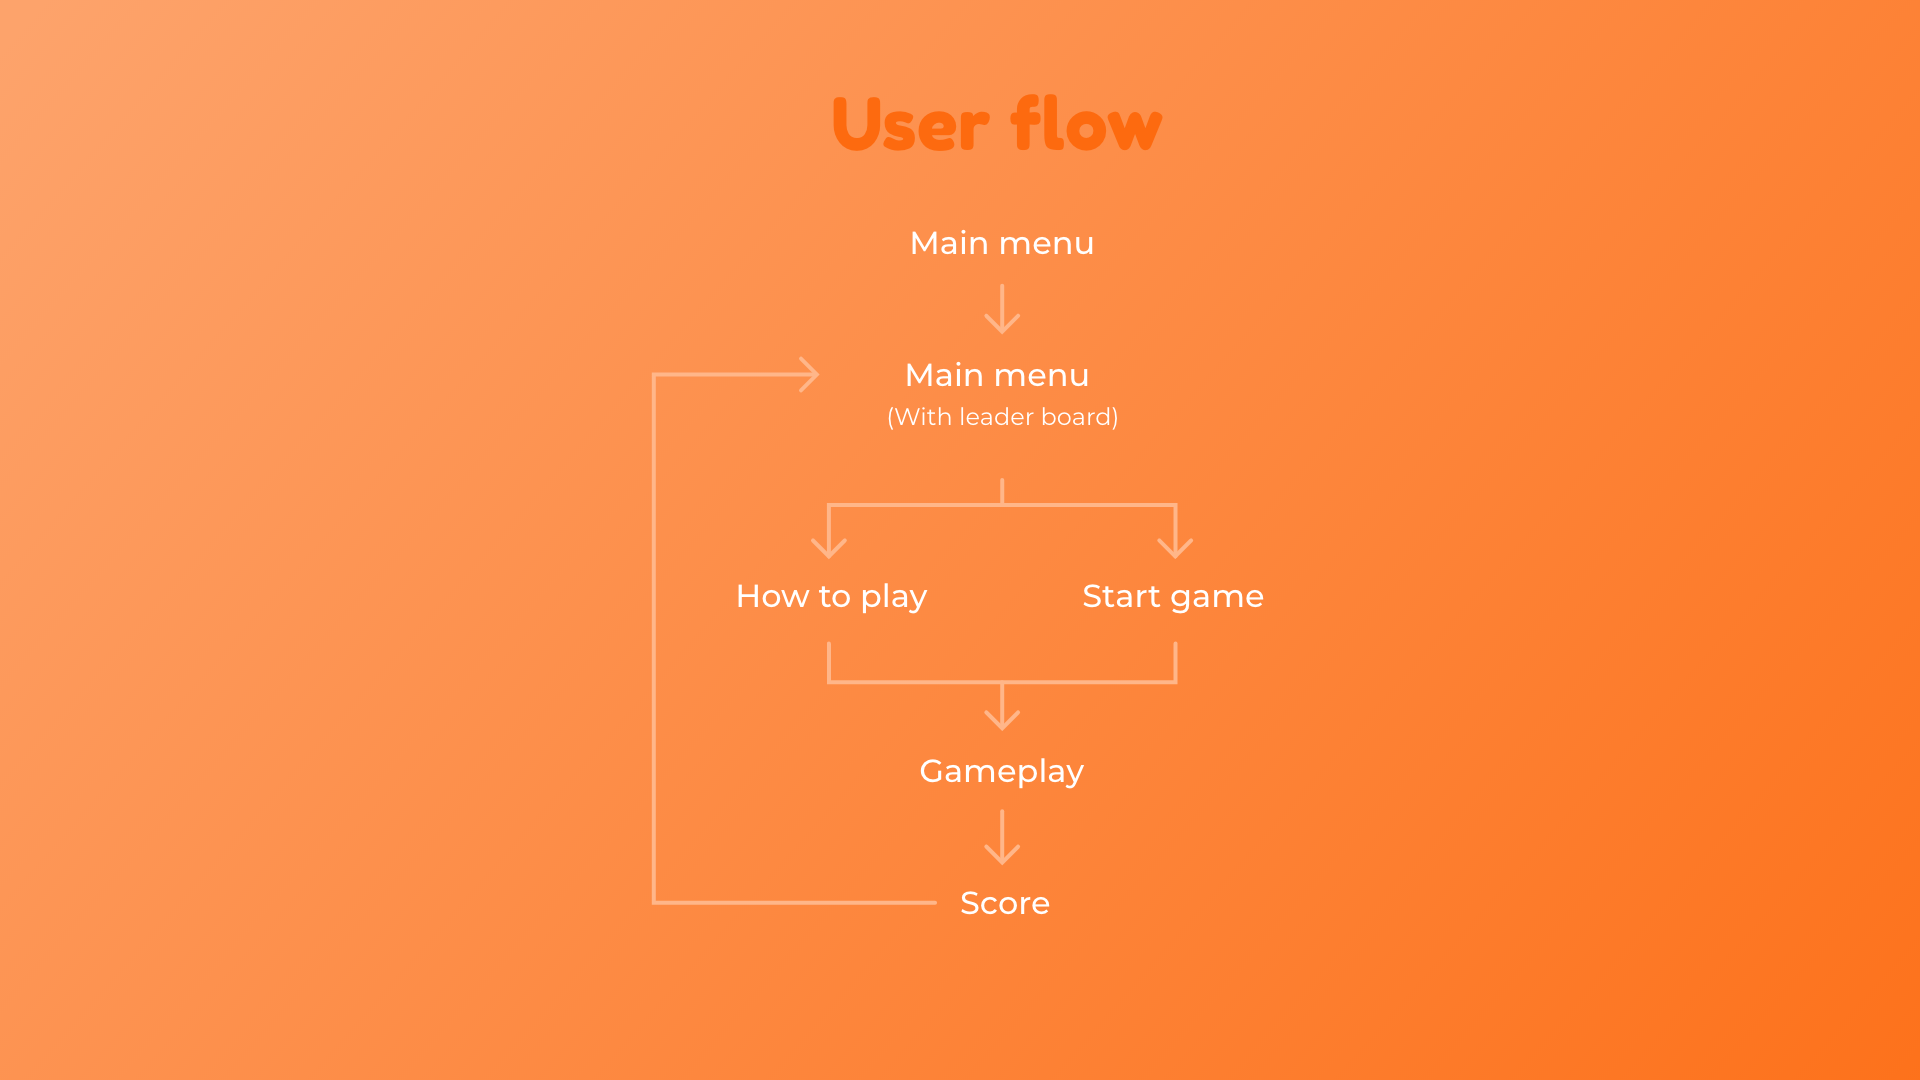 User flow
Main menu
Main menu
(With leader board)
How to play
Start game
Gameplay
Score